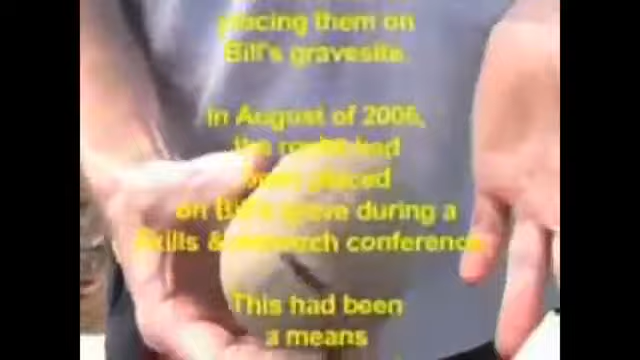 placing them on
Bill's gravesite.
In August of 2006,
the rocks had
been placed
on Bill's grave during a
Skills & research conference.
This had been
a means